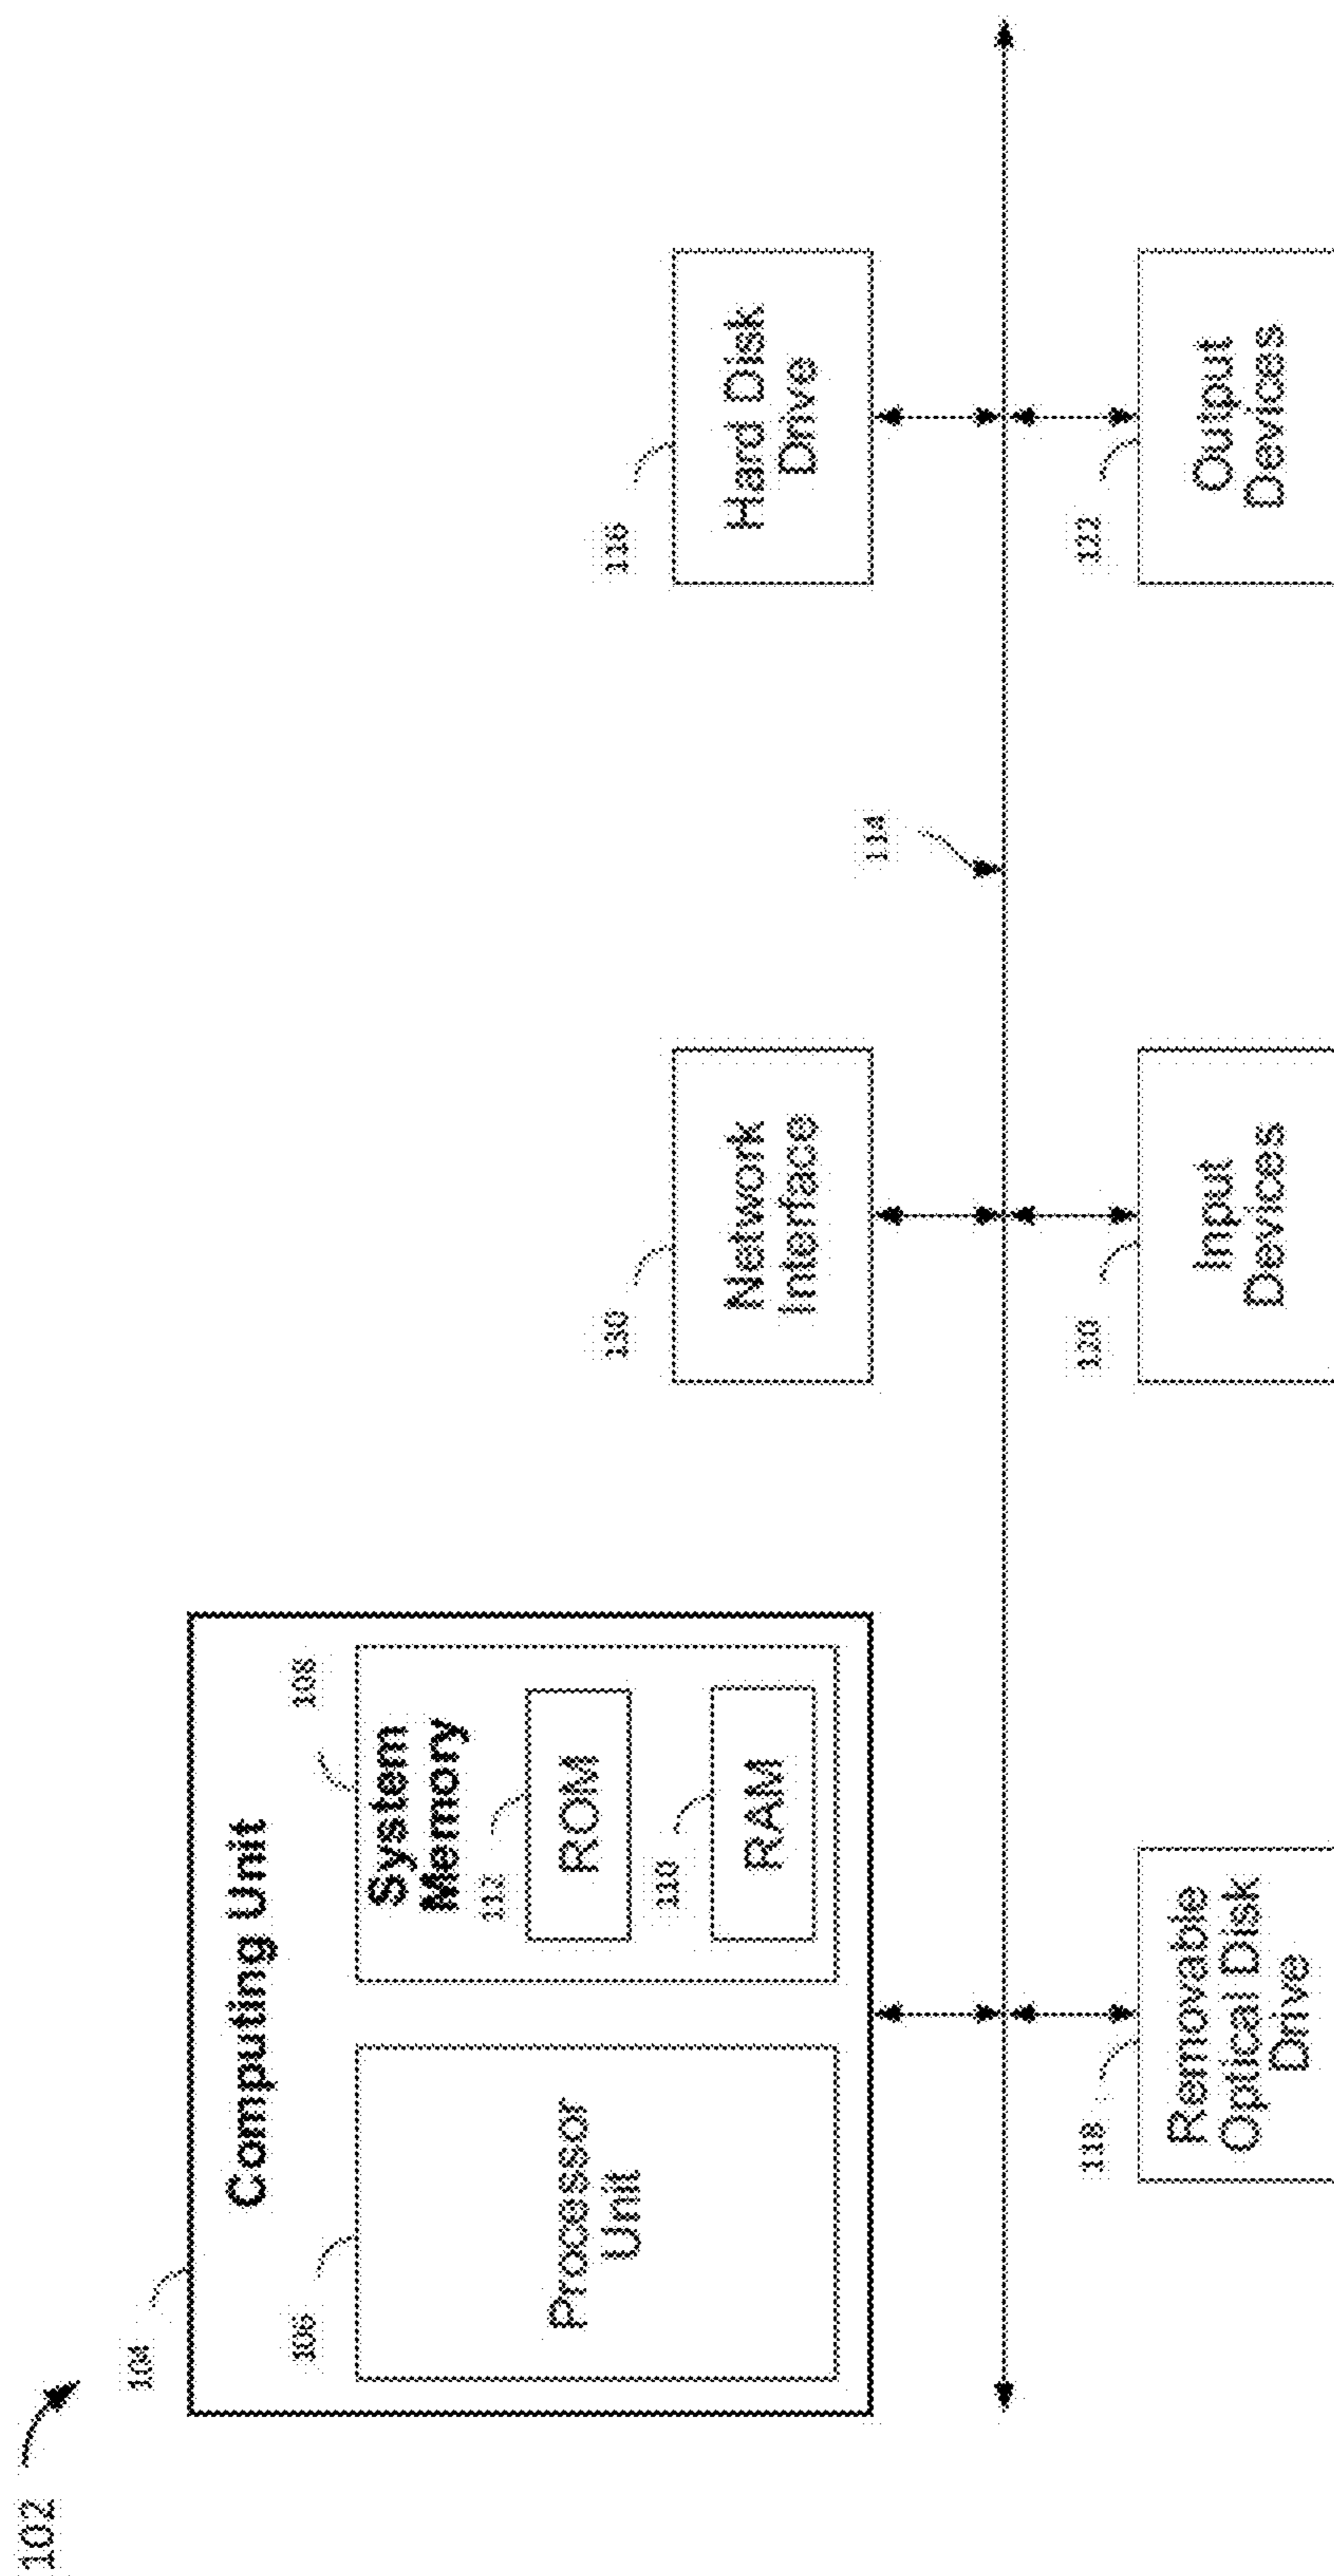 102
104
Computing Unit
106
Processor
Unit
108
System
Memory
112
ROM
110
RAM
130
Network
Interface
116
Hard Disk
Drive
114
118
Removable
Optical Disk
Drive
120
Input
Devices
122
Output
Devices